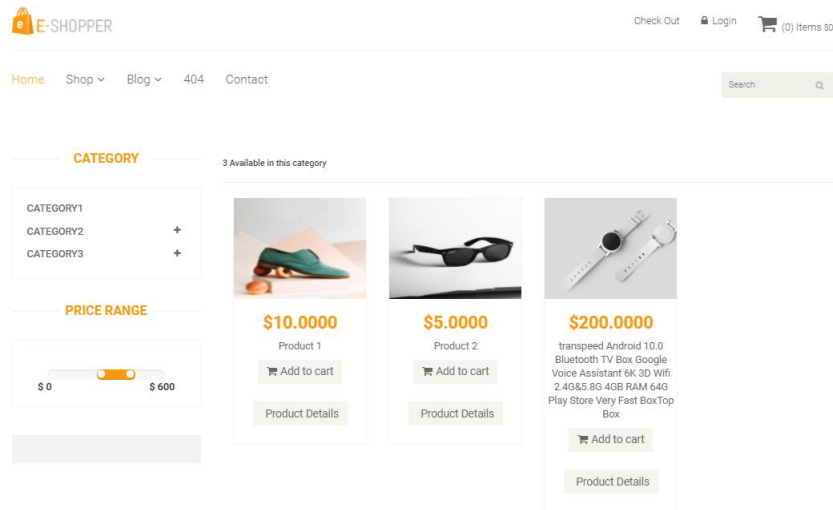 E-SHOPPER
Check Out Login (0) Items $0
Home Shop Blog 404 Contact
Search
CATEGORY
CATEGORY1
CATEGORY2 +
CATEGORY3 +
PRICE RANGE
$ 0 $ 600
3 Available in this category
$10.0000
Product 1
Add to cart
Product Details
$5.0000
Product 2
Add to cart
Product Details
$200.0000
transpeed Android 10.0
Bluetooth TV Box Google
Voice Assistant 6K 3D Wifi
2.4G&5.8G 4GB RAM 64G
Play Store Very Fast BoxTop
Box
Add to cart
Product Details